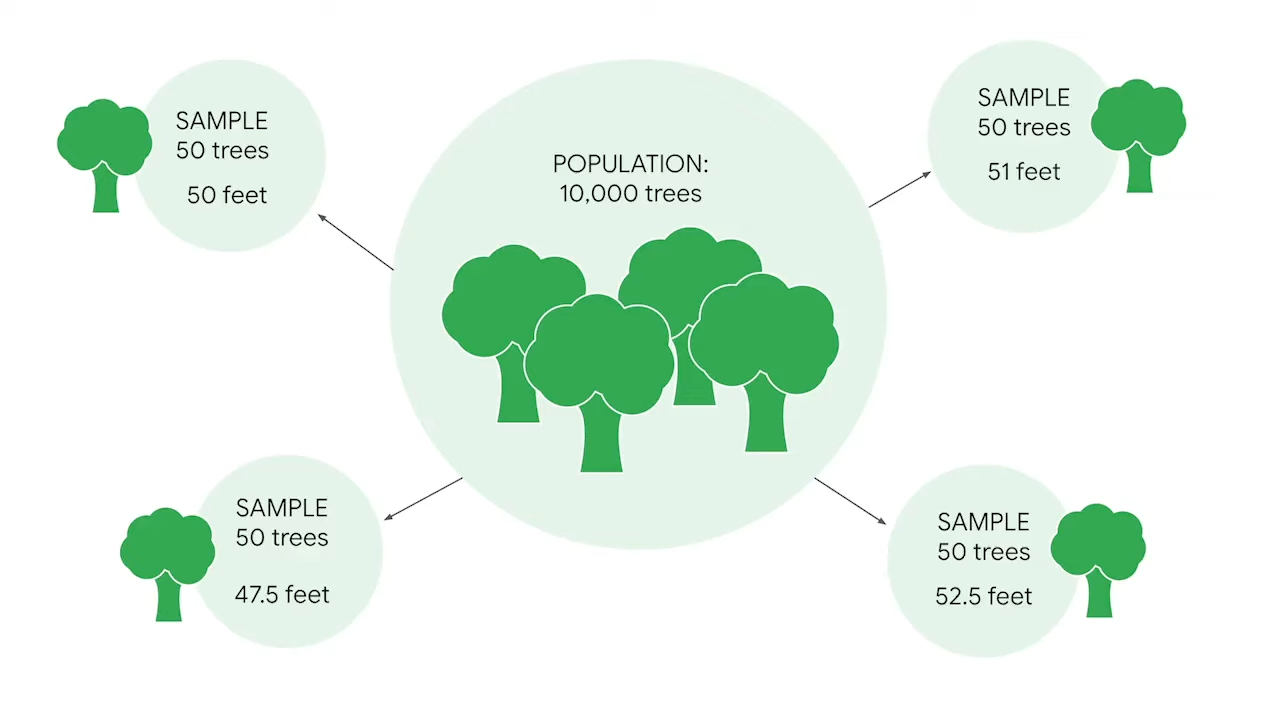 SAMPLE
50 trees
50 feet
POPULATION:
10,000 trees
SAMPLE
50 trees
51 feet
SAMPLE
50 trees
47.5 feet
SAMPLE
50 trees
52.5 feet